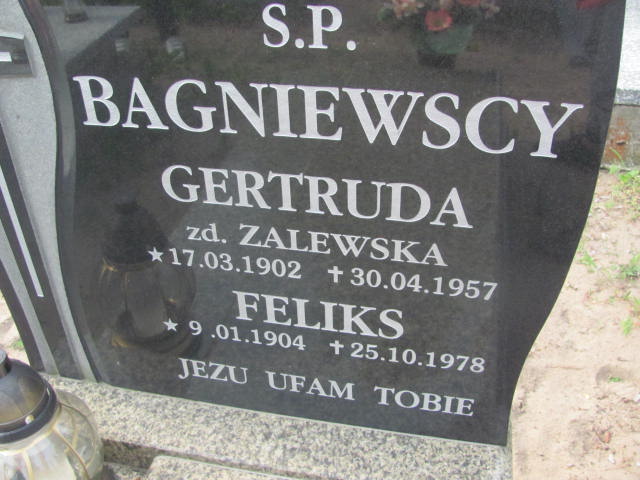 S.P.
BAGNIEWSCY
GERTRUDA
zd. ZALEWSKA
★17.03.1902 ✝30.04.1957
FELIKS
★ 9 .01.1904 ✝25.10.1978
JEZU UFAM TOBIE